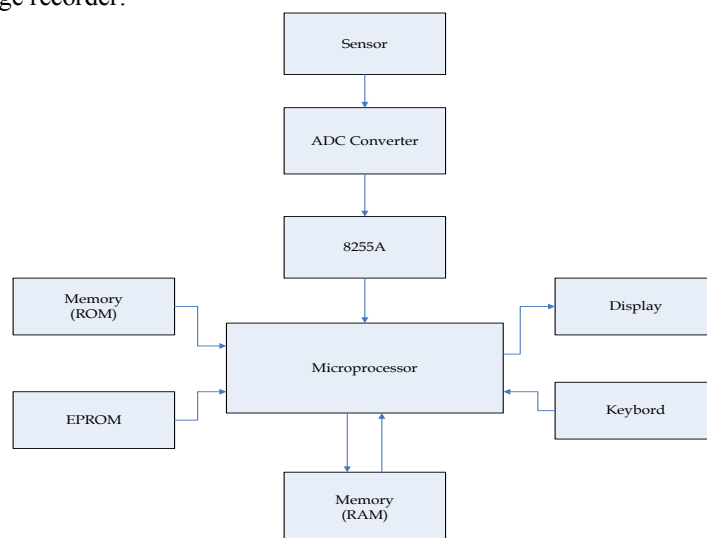 ge recorder.
Sensor
ADC Converter
8255A
Memory
(ROM)
Display
Microprocessor
EPROM
Keybord
Memory
(RAM)